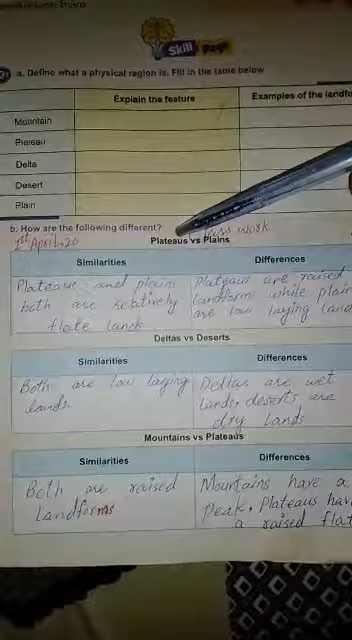 Skill Page
a. Define what a physical region is. Fill in the table below
Explain the feature Examples of the landfo
Mountain
Plateau
Delta
Desert
Plain
b. How are the following different?
1st April, 20 class work
Plateaus vs Plains
Similarities Differences
Plateaus and plains Plateaus are raised
both are relatively landform while plain
flate land are low laying land
Deltas vs Deserts
Similarities Differences
Both are low laying Deltas are wet
lands lands, deserts are
dry lands
Mountains vs Plateaus
Similarities Differences
Both are raised Mountains have a
Landforms Peak. Plateaus hav
a raised flat